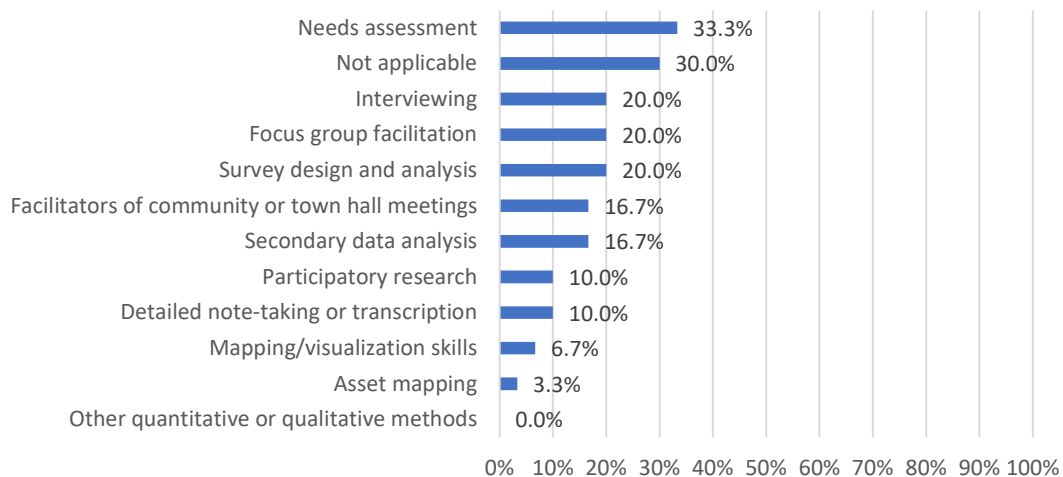 Needs assessment 33.3%
Not applicable 30.0%
Interviewing 20.0%
Focus group facilitation 20.0%
Survey design and analysis 20.0%
Facilitators of community or town hall meetings 16.7%
Secondary data analysis 16.7%
Participatory research 10.0%
Detailed note-taking or transcription 10.0%
Mapping/visualization skills 6.7%
Asset mapping 3.3%
Other quantitative or qualitative methods 0.0%
0% 10% 20% 30% 40% 50% 60% 70% 80% 90% 100%